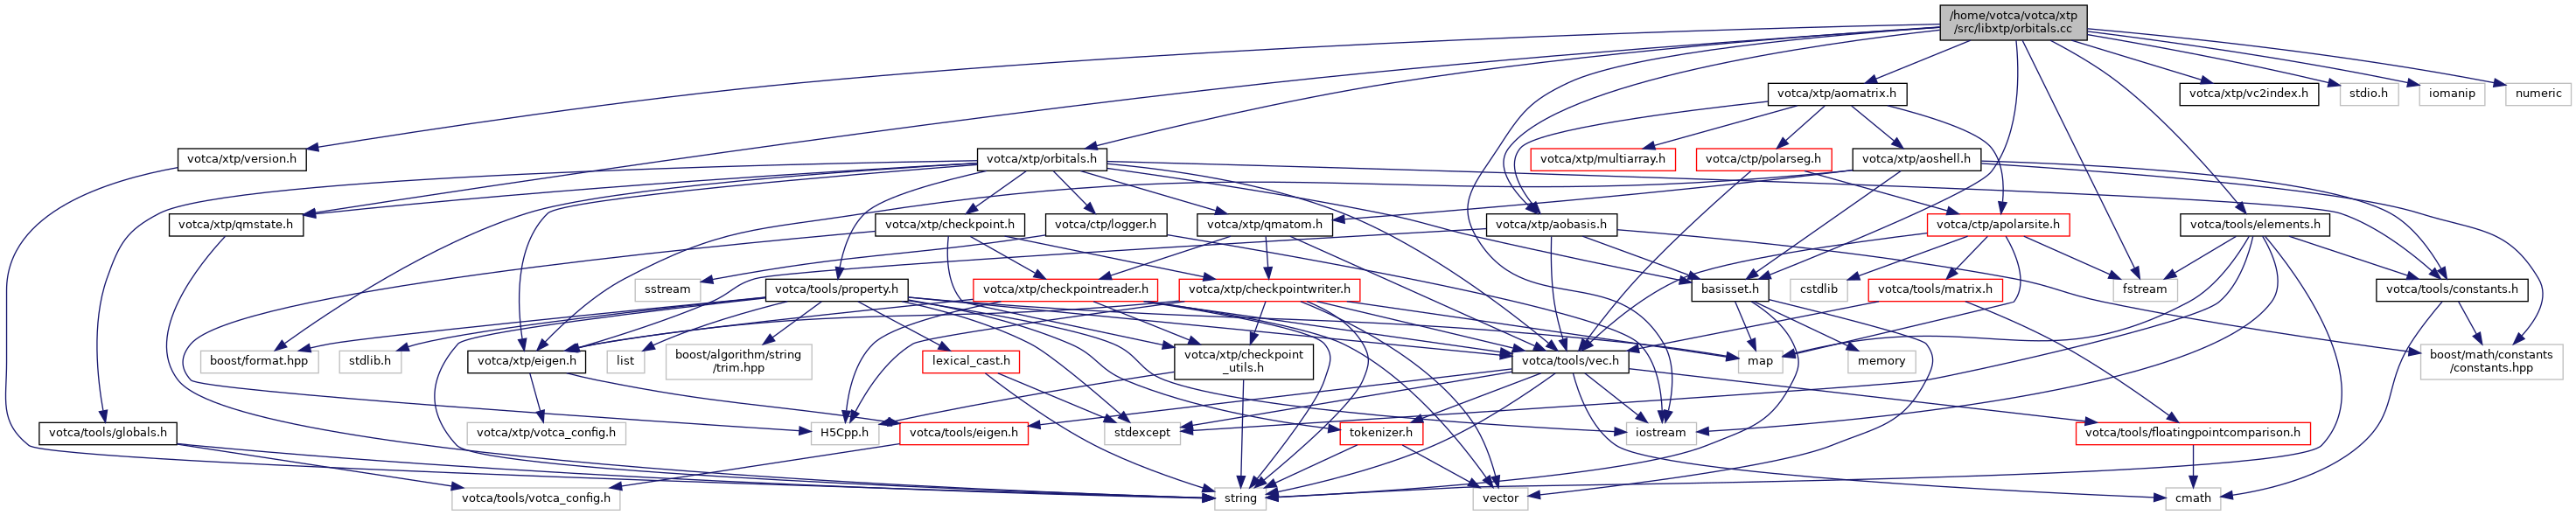 /home/votca/votca/xtp
/src/libxtp/orbitals.cc
votca/xtp/aomatrix.h
votca/xtp/vc2index.h
stdio.h
iomanip
numeric
votca/xtp/version.h
votca/xtp/orbitals.h
votca/xtp/multiarray.h
votca/ctp/polarseg.h
votca/xtp/aoshell.h
votca/xtp/qmstate.h
votca/xtp/checkpoint.h
votca/ctp/logger.h
votca/xtp/qmatom.h
votca/xtp/aobasis.h
votca/ctp/apolarsite.h
votca/tools/elements.h
sstream
votca/tools/property.h
votca/xtp/checkpointreader.h
votca/xtp/checkpointwriter.h
basisset.h
cstdlib
votca/tools/matrix.h
fstream
votca/tools/constants.h
boost/format.hpp
stdlib.h
votca/xtp/eigen.h
list
boost/algorithm/string
/trim.hpp
lexical_cast.h
votca/xtp/checkpoint
_utils.h
votca/tools/vec.h
map
memory
boost/math/constants
/constants.hpp
votca/tools/globals.h
votca/xtp/votca_config.h
H5Cpp.h
votca/tools/eigen.h
stdexcept
tokenizer.h
iostream
votca/tools/floatingpointcomparison.h
votca/tools/votca_config.h
string
vector
cmath